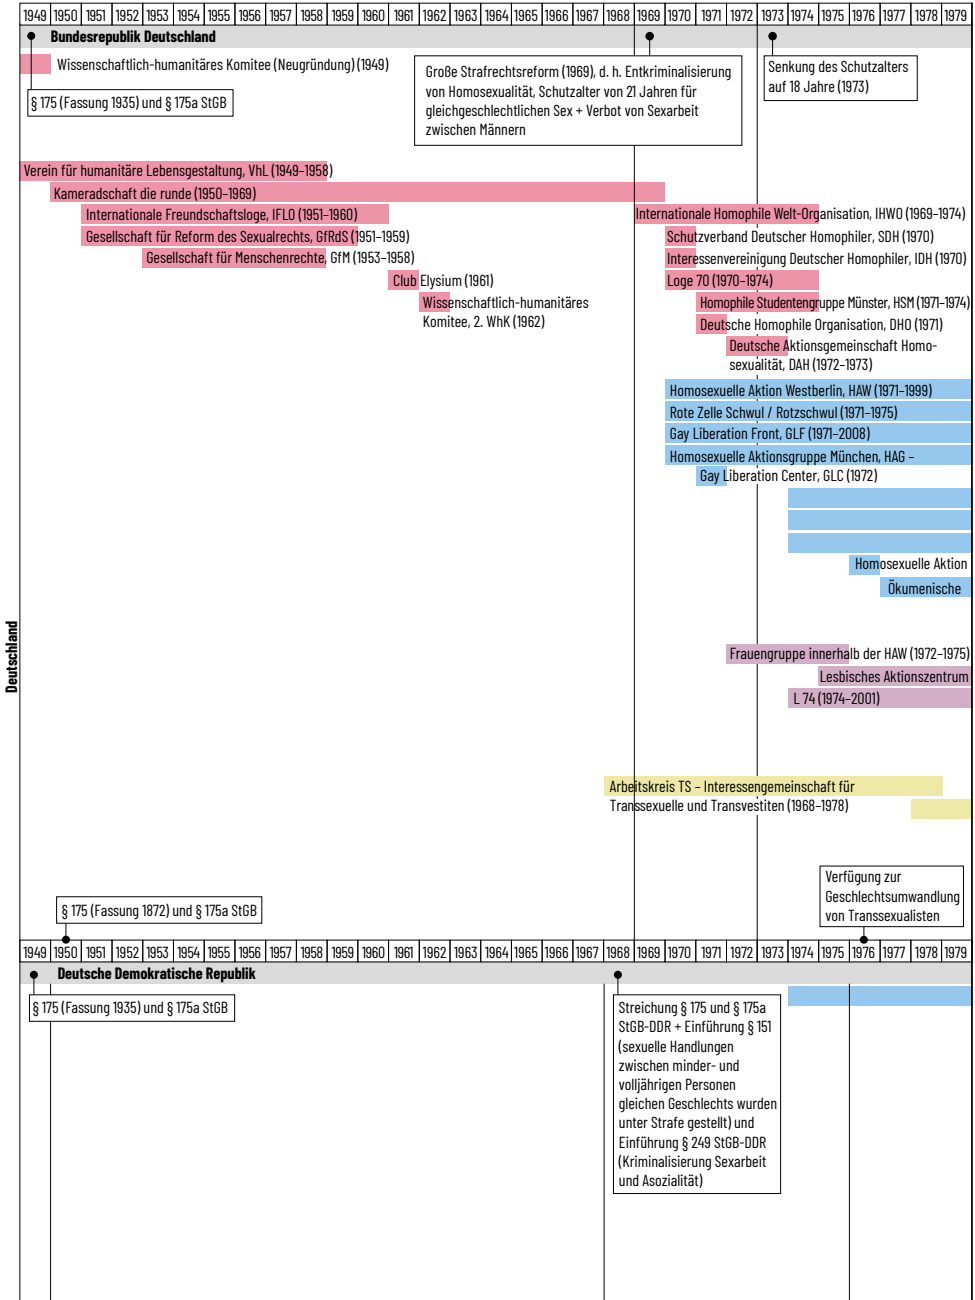 1949 1950 1951 1952 1953 1954 1955 1956 1957 1958 1959 1960 1961 1962 1963 1964 1965 1966 1967 1968 1969 1970 1971 1972 1973 1974 1975 1976 1977 1978 1979
Bundesrepublik Deutschland
Wissenschaftlich-humanitäres Komitee (Neugründung) (1949)
§ 175 (Fassung 1935) und § 175a StGB
Große Strafrechtsreform (1969), d. h. Entkriminalisierung
von Homosexualität, Schutzalter von 21 Jahren für
gleichgeschlechtlichen Sex + Verbot von Sexarbeit
zwischen Männern
Senkung des Schutzalters
auf 18 Jahre (1973)
Verein für humanitäre Lebensgestaltung, VhL (1949–1958)
Kameradschaft die runde (1950–1969)
Internationale Freundschaftsloge, IFLO (1951–1960)
Internationale Homophile Welt-Organisation, IHWO (1969–1974)
Gesellschaft für Reform des Sexualrechts, GfRdS (1951–1959)
Schutzverband Deutscher Homophiler, SDH (1970)
Gesellschaft für Menschenrechte, GfM (1953–1958)
Interessenvereinigung Deutscher Homophiler, IDH (1970)
Club Elysium (1961)
Loge 70 (1970–1974)
Wissenschaftlich-humanitäres
Komitee, 2. WhK (1962)
Homophile Studentengruppe Münster, HSM (1971–1974)
Deutsche Homophile Organisation, DHO (1971)
Deutsche Aktionsgemeinschaft Homo-
sexualität, DAH (1972–1973)
Homosexuelle Aktion Westberlin, HAW (1971–1999)
Rote Zelle Schwul / Rotzschwul (1971–1975)
Gay Liberation Front, GLF (1971–2008)
Homosexuelle Aktionsgruppe München, HAG –
Gay Liberation Center, GLC (1972)
Homosexuelle Aktion
Ökumenische
Deutschland
Frauengruppe innerhalb der HAW (1972–1975)
Lesbisches Aktionszentrum
L 74 (1974–2001)
Arbeitskreis TS – Interessengemeinschaft für
Transsexuelle und Transvestiten (1968–1978)
Verfügung zur
Geschlechtsumwandlung
von Transsexualisten
§ 175 (Fassung 1872) und § 175a StGB
1949 1950 1951 1952 1953 1954 1955 1956 1957 1958 1959 1960 1961 1962 1963 1964 1965 1966 1967 1968 1969 1970 1971 1972 1973 1974 1975 1976 1977 1978 1979
Deutsche Demokratische Republik
§ 175 (Fassung 1935) und § 175a StGB
Streichung § 175 und § 175a
StGB-DDR + Einführung § 151
(sexuelle Handlungen
zwischen minder- und
volljährigen Personen
gleichen Geschlechts wurden
unter Strafe gestellt) und
Einführung § 249 StGB-DDR
(Kriminalisierung Sexarbeit
und Asozialität)